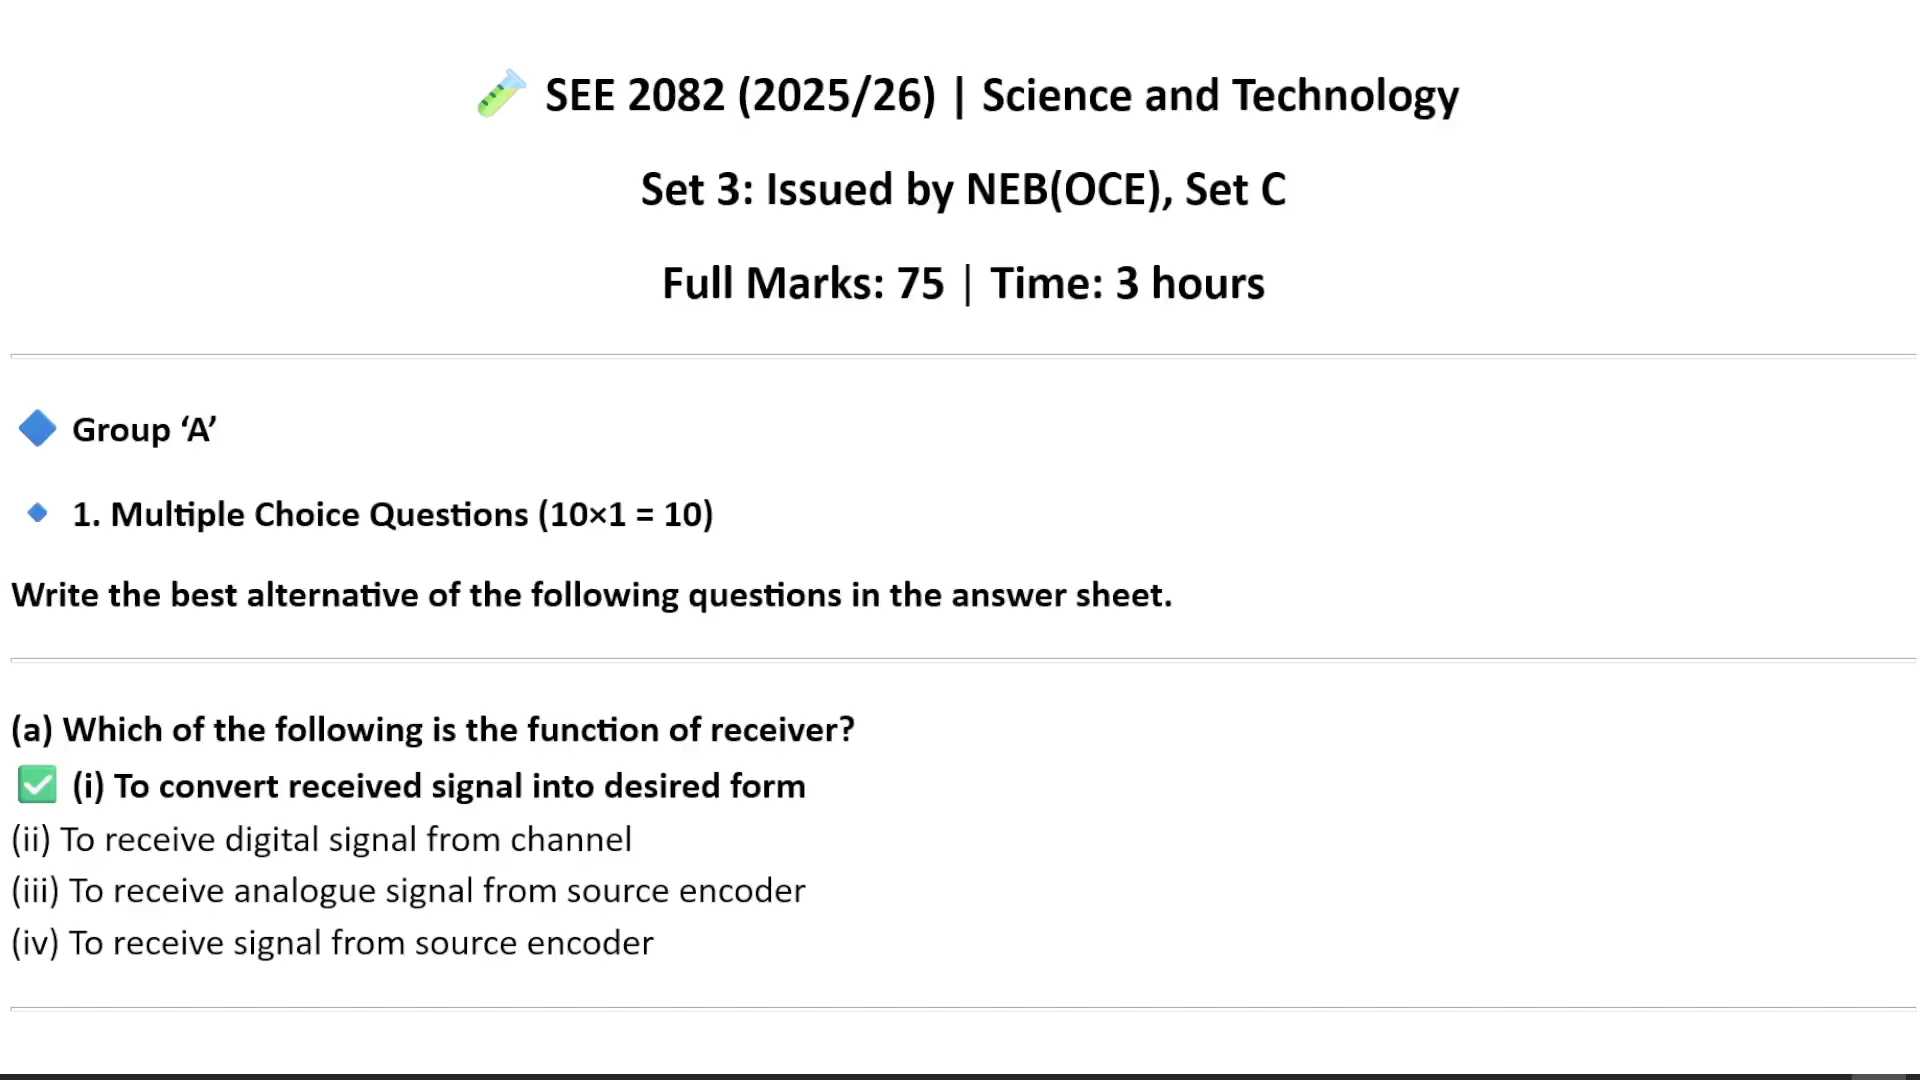 🧪 SEE 2082 (2025/26) | Science and Technology
Set 3: Issued by NEB(OCE), Set C
Full Marks: 75 | Time: 3 hours
🔷 Group ‘A’
🔹 1. Multiple Choice Questions (10×1 = 10)
Write the best alternative of the following questions in the answer sheet.
(a) Which of the following is the function of receiver?
✅ (i) To convert received signal into desired form
(ii) To receive digital signal from channel
(iii) To receive analogue signal from source encoder
(iv) To receive signal from source encoder